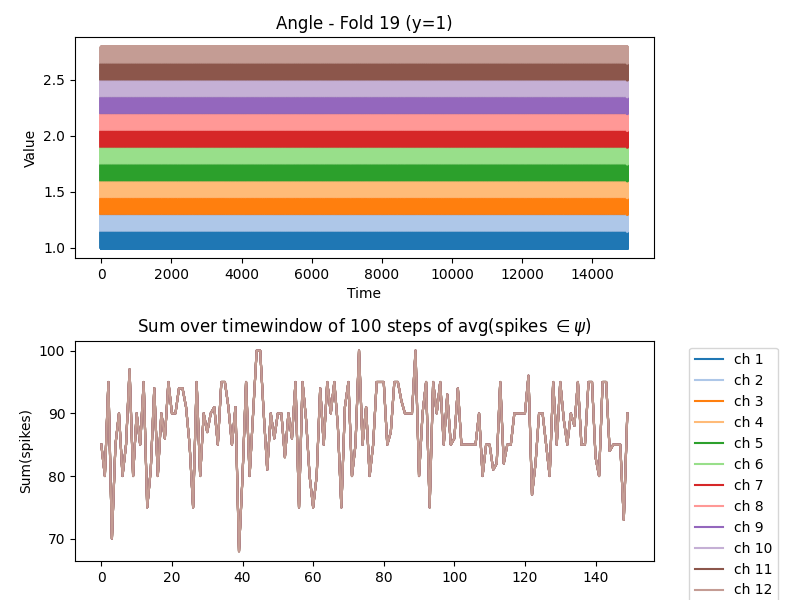 Angle - Fold 19 (y=1)
2.5
2.0
1.5
1.0
Value
0 2000 4000 6000 8000 10000 12000 14000
Time
Sum over timewindow of 100 steps of avg(spikes ∈ ψ)
100
90
80
70
Sum(spikes)
0 20 40 60 80 100 120 140
ch 1
ch 2
ch 3
ch 4
ch 5
ch 6
ch 7
ch 8
ch 9
ch 10
ch 11
ch 12